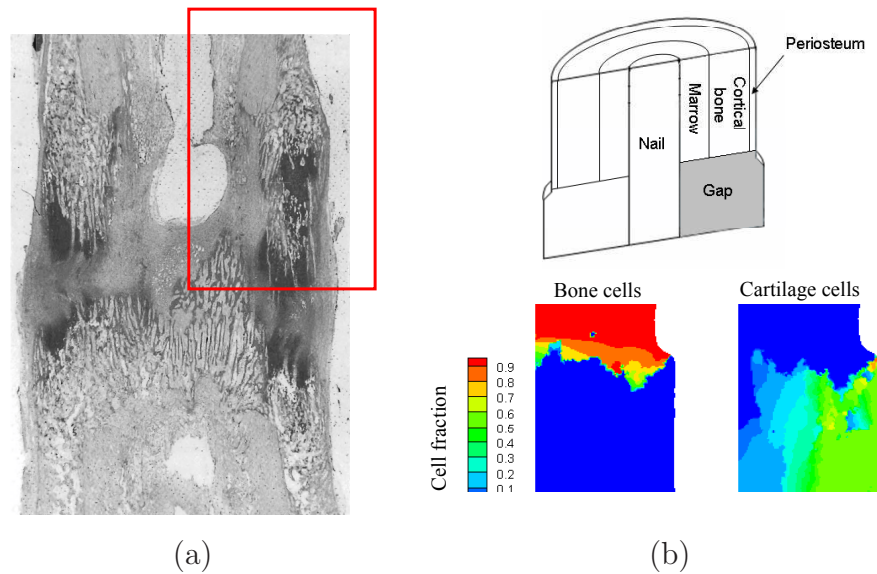 Periosteum
Nail
Marrow
Cortical
bone
Gap
Bone cells
Cartilage cells
Cell fraction
0.9
0.8
0.7
0.6
0.5
0.4
0.3
0.2
0.1
(a)
(b)